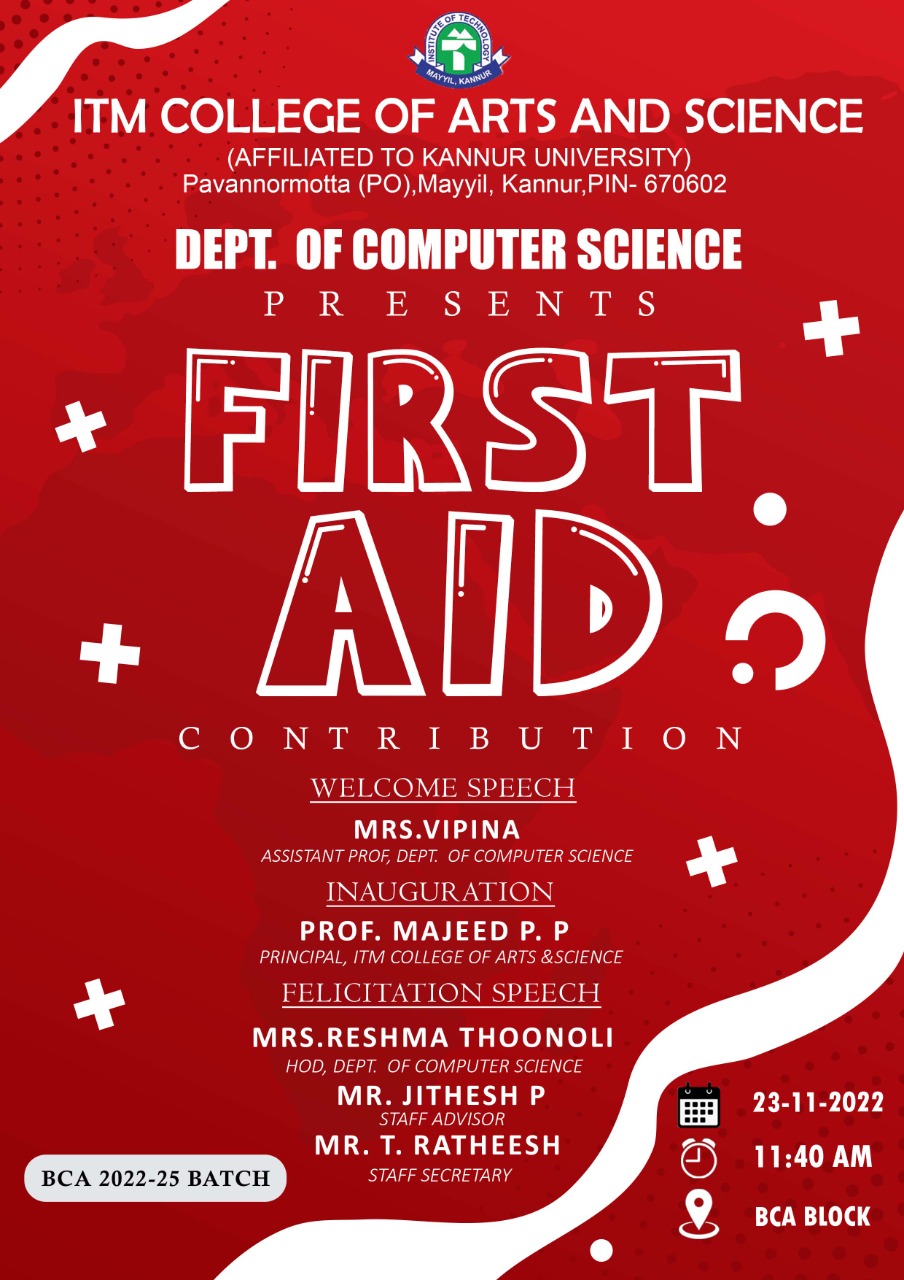 INSTITUTE OF TECHNOLOGY
MAYYIL, KANNUR
ITM COLLEGE OF ARTS AND SCIENCE
(AFFILIATED TO KANNUR UNIVERSITY)
Pavannormotta (PO),Mayyil, Kannur,PIN- 670602
DEPT. OF COMPUTER SCIENCE
PRESENTS
FIRST
AID
CONTRIBUTION
WELCOME SPEECH
MRS.VIPINA
ASSISTANT PROF, DEPT. OF COMPUTER SCIENCE
INAUGURATION
PROF. MAJEED P. P
PRINCIPAL, ITM COLLEGE OF ARTS &SCIENCE
FELICITATION SPEECH
MRS.RESHMA THOONOLI
HOD, DEPT. OF COMPUTER SCIENCE
MR. JITHESH P
STAFF ADVISOR
MR. T. RATHEESH
STAFF SECRETARY
BCA 2022-25 BATCH
23-11-2022
11:40 AM
BCA BLOCK